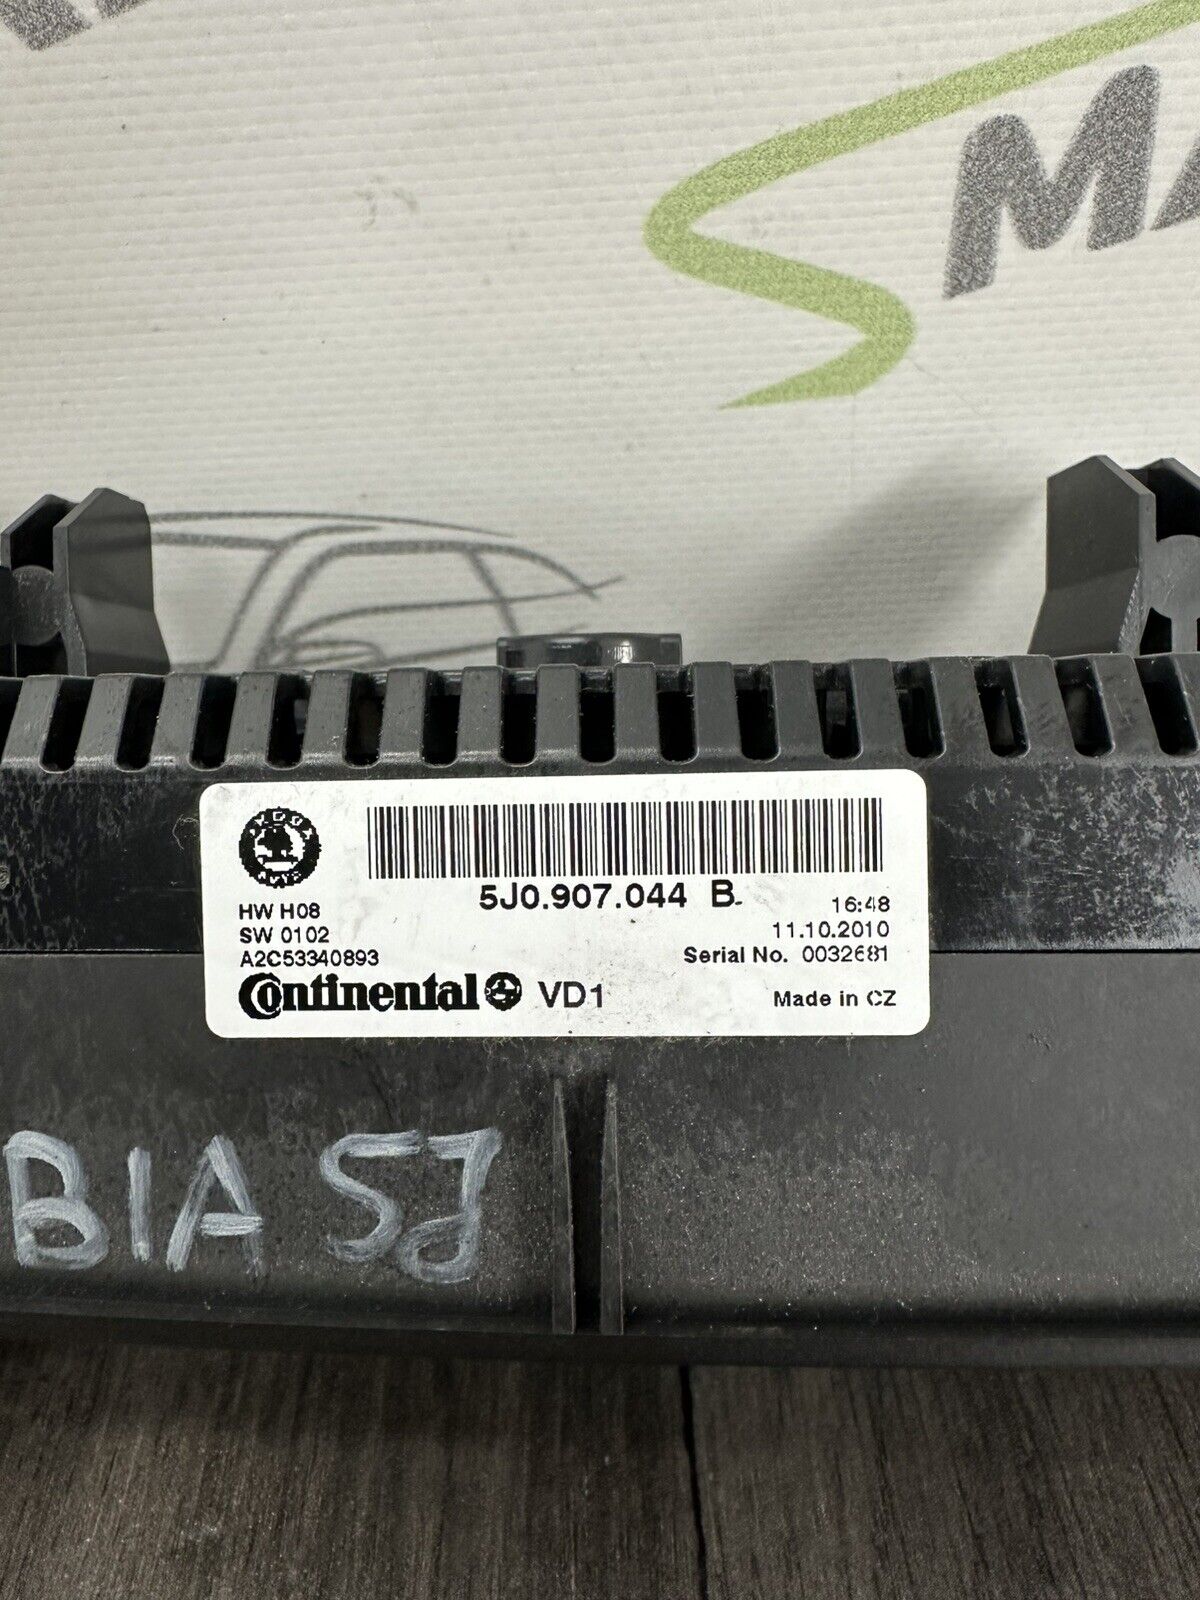 MA
5J0.907.044 B
HW H08
16:48
SW 0102
11.10.2010
A2C53340893
Serial No. 0032681
Continental VD1
Made in CZ
BIA 5J